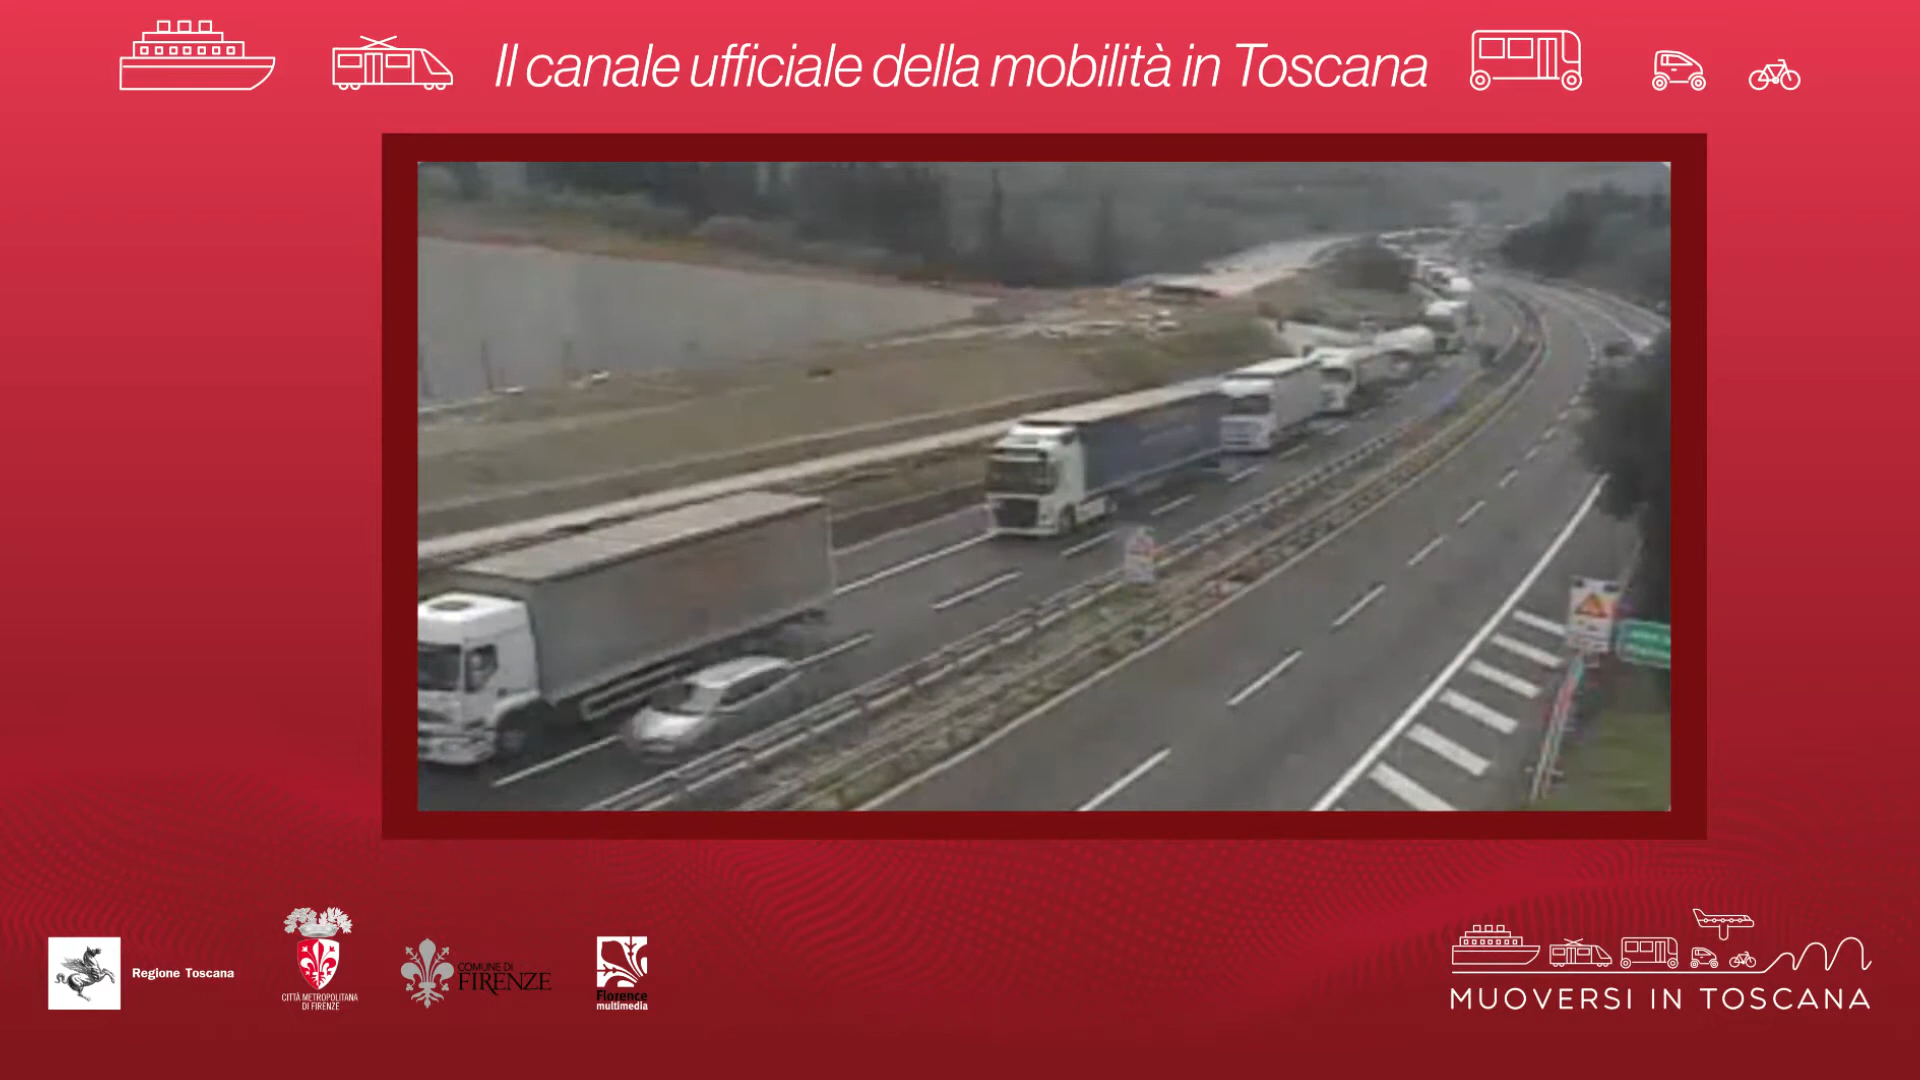 Il canale ufficiale della mobilità in Toscana
Regione Toscana
CITTÀ METROPOLITANA
DI FIRENZE
COMUNE DI
FIRENZE
Florence
multimedia
MUOVERSI IN TOSCANA